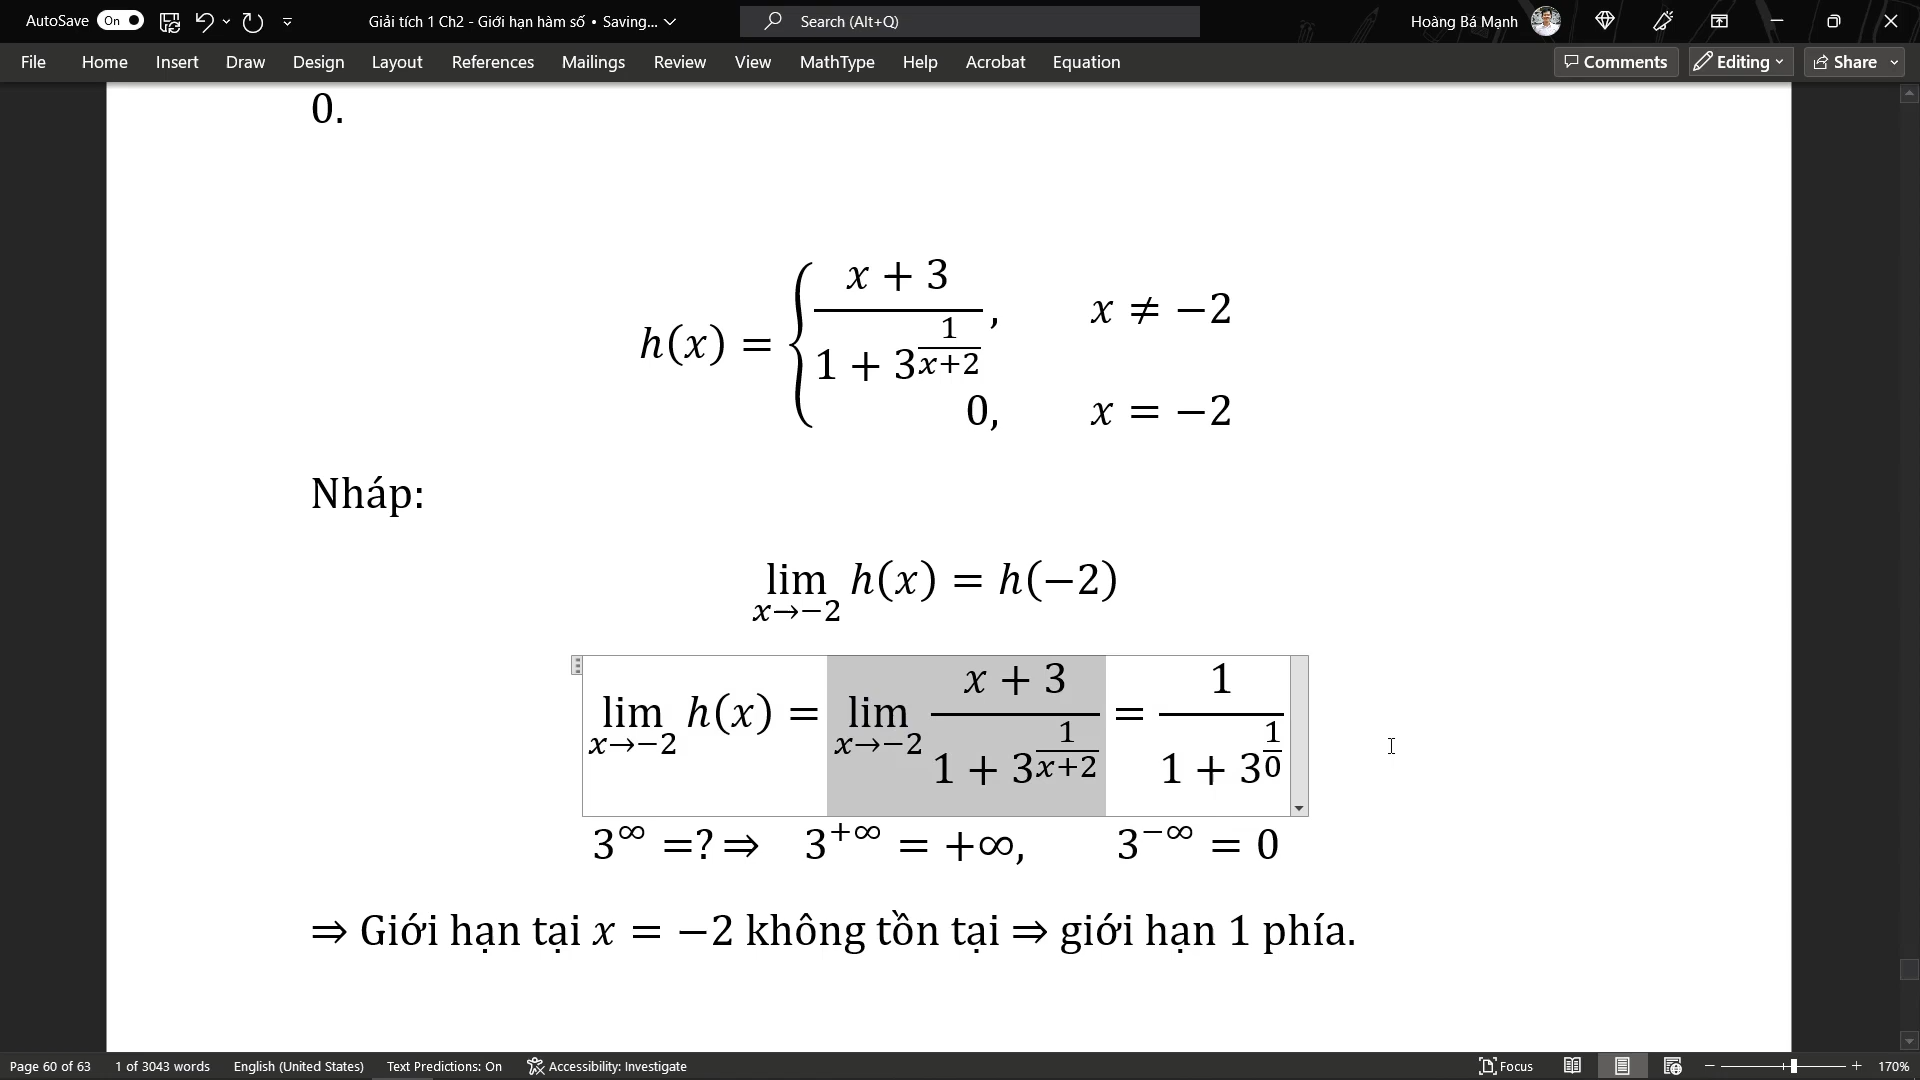 AutoSave On Giải tích 1 Ch2 - Giới hạn hàm số • Saving... Search (Alt+Q) Hoàng Bá Mạnh
File Home Insert Draw Design Layout References Mailings Review View MathType Help Acrobat Equation Comments Editing Share
0.
h(x) = { (x + 3)/(1 + 3^(1/(x+2))), x ≠ −2
0, x = −2
Nháp:
lim_(x→−2) h(x) = h(−2)
lim_(x→−2) h(x) = lim_(x→−2) (x + 3)/(1 + 3^(1/(x+2))) = 1/(1 + 3^(1/0))
3^∞ =? ⇒ 3^(+∞) = +∞, 3^(−∞) = 0
⇒ Giới hạn tại x = −2 không tồn tại ⇒ giới hạn 1 phía.
Page 60 of 63 1 of 3043 words English (United States) Text Predictions: On Accessibility: Investigate Focus 170%